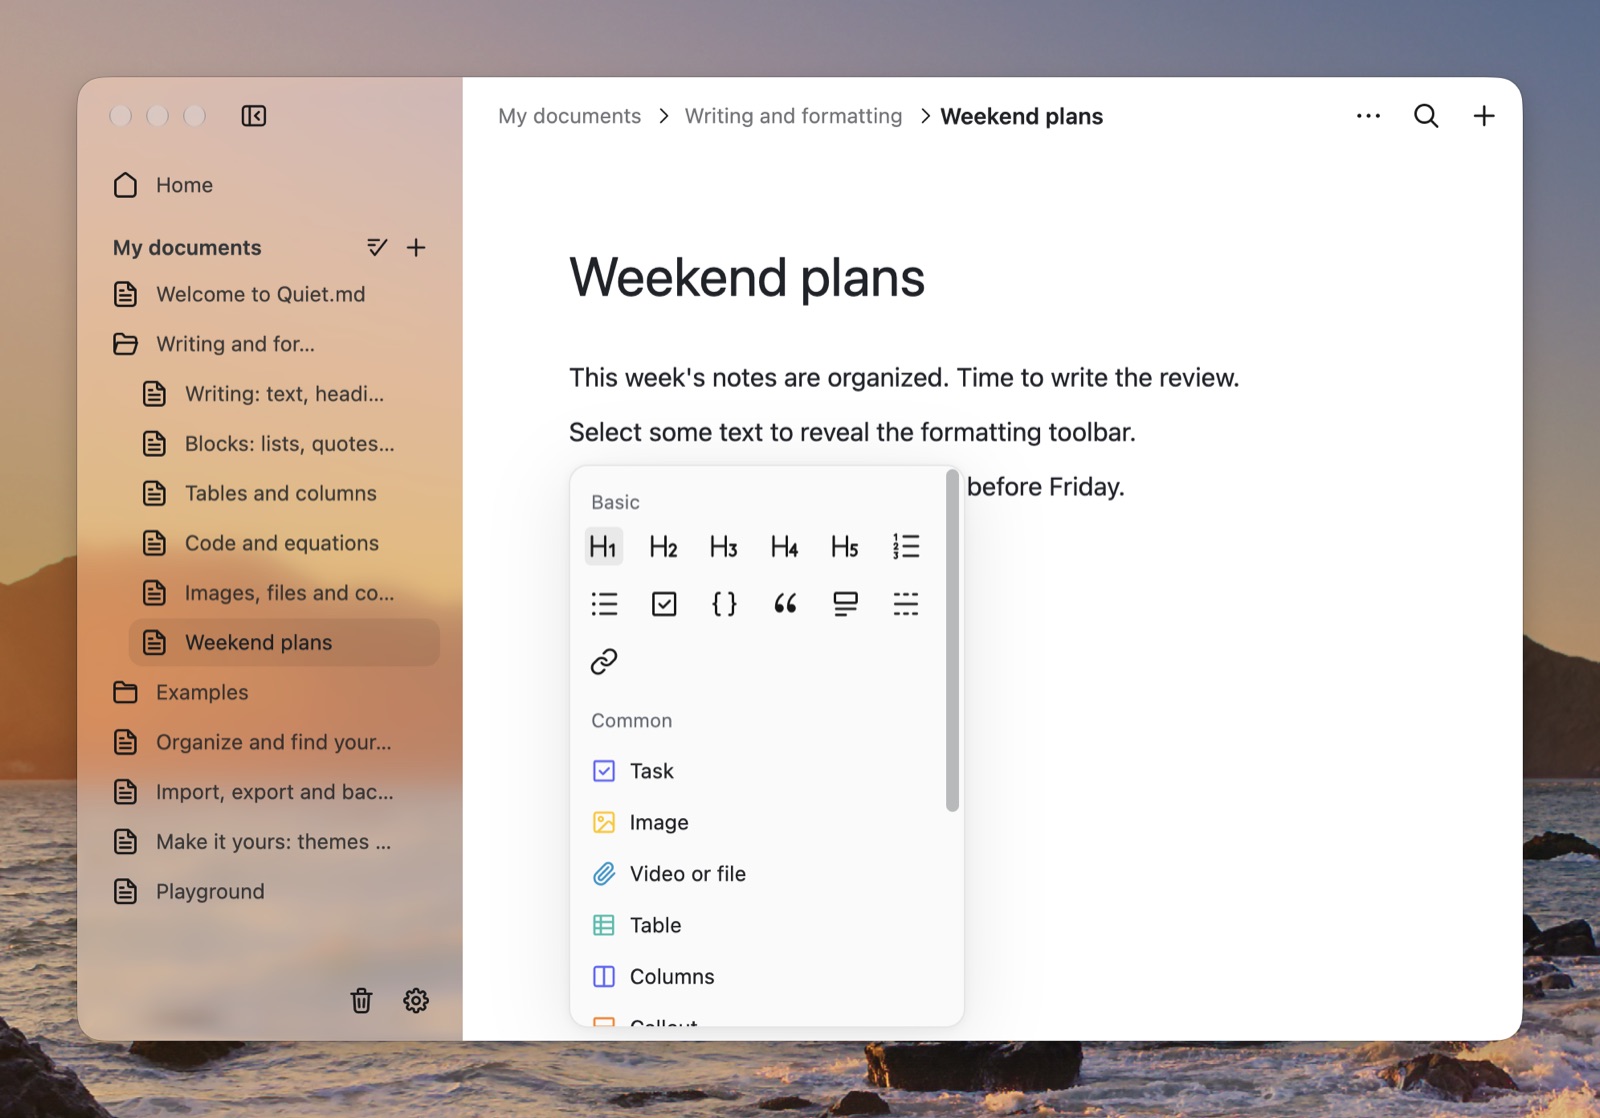 My documents > Writing and formatting > Weekend plans
Home
My documents
Welcome to Quiet.md
Writing and for...
Writing: text, headi...
Blocks: lists, quotes...
Tables and columns
Code and equations
Images, files and co...
Weekend plans
Examples
Organize and find your...
Import, export and bac...
Make it yours: themes ...
Playground
Weekend plans
This week's notes are organized. Time to write the review.
Select some text to reveal the formatting toolbar.
before Friday.
Basic
H1 H2 H3 H4 H5
Common
Task
Image
Video or file
Table
Columns
Callout